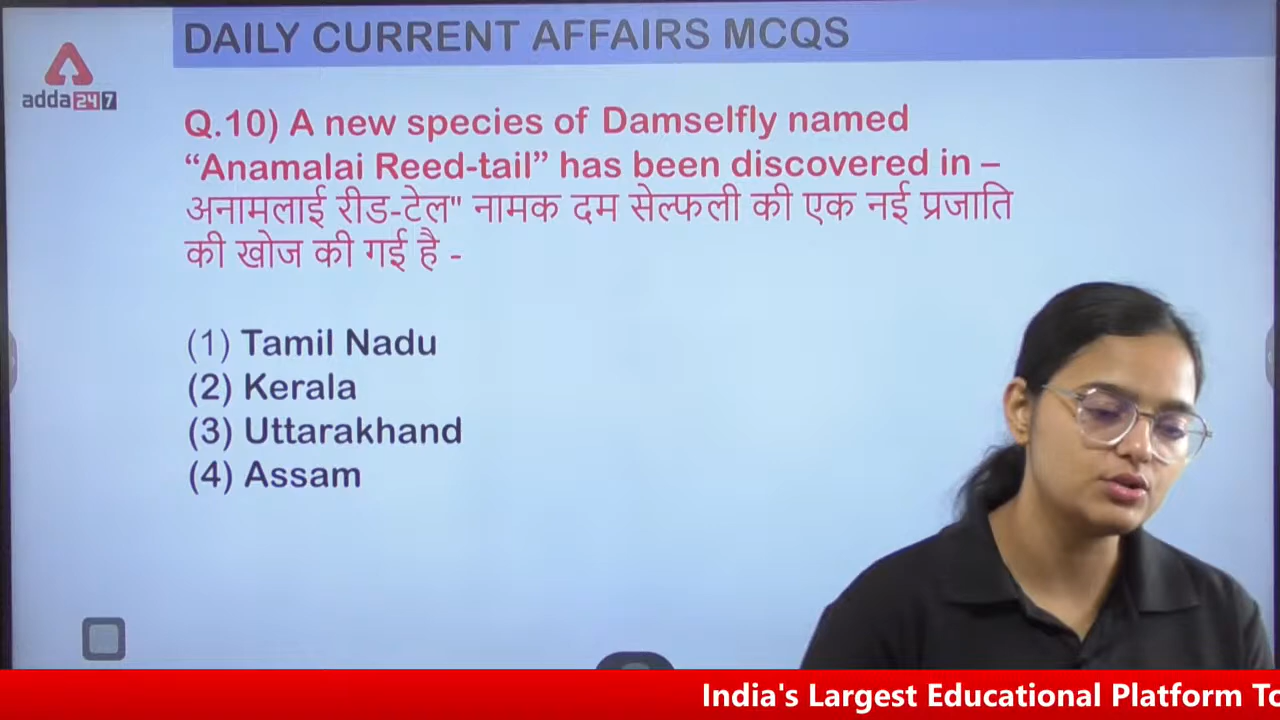 DAILY CURRENT AFFAIRS MCQS
adda247
Q.10) A new species of Damselfly named
“Anamalai Reed-tail” has been discovered in –
अनामलाई रीड-टेल" नामक दम सेल्फली की एक नई प्रजाति
की खोज की गई है -
(1) Tamil Nadu
(2) Kerala
(3) Uttarakhand
(4) Assam
India's Largest Educational Platform To